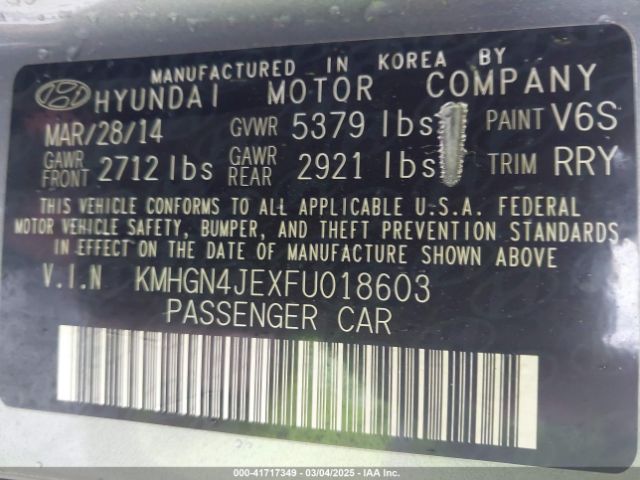 MANUFACTURED IN KOREA BY
HYUNDAI MOTOR COMPANY
MAR/28/14 GVWR 5379 lbs PAINT V6S
GAWR FRONT 2712 lbs GAWR REAR 2921 lbs TRIM RRY
THIS VEHICLE CONFORMS TO ALL APPLICABLE U.S.A. FEDERAL
MOTOR VEHICLE SAFETY, BUMPER, AND THEFT PREVENTION STANDARDS
IN EFFECT ON THE DATE OF MANUFACTURE SHOWN ABOVE
V.I.N KMHGN4JEXFU018603
PASSENGER CAR
000-41717349 - 03/04/2025 - IAA, Inc.